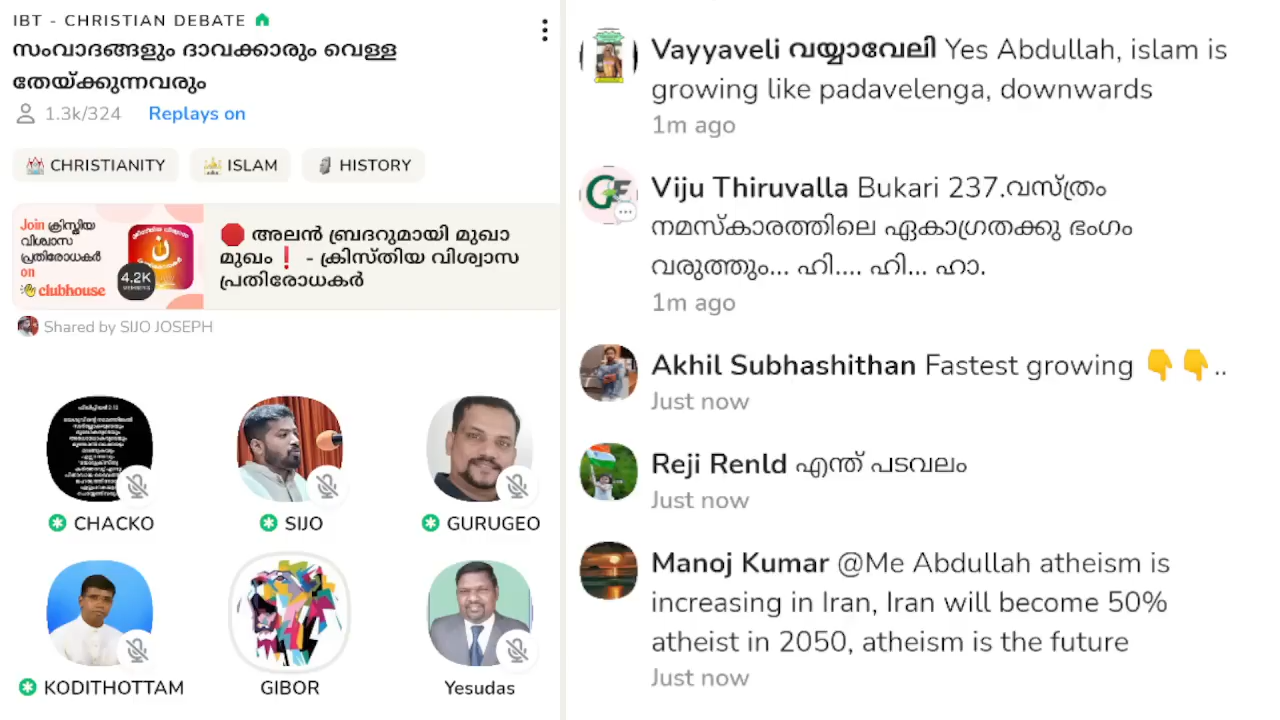 IBT - CHRISTIAN DEBATE
സംവാദങ്ങളും ദാവക്കാരും വെള്ള
തേയ്ക്കുന്നവരും
1.3k/324 Replays on
CHRISTIANITY
ISLAM
HISTORY
Join ക്രിസ്തീയ
വിശ്വാസ
പ്രതിരോധകർ
on
clubhouse
4.2K
MEMBERS
🛑 അലൻ ബ്രദറുമായി മുഖാ
മുഖം❗ - ക്രിസ്തിയ വിശ്വാസ
പ്രതിരോധകർ
Shared by SIJO JOSEPH
CHACKO
SIJO
GURUGEO
KODITHOTTAM
GIBOR
Yesudas
Vayyaveli വയ്യാവേലി Yes Abdullah, islam is
growing like padavelenga, downwards
1m ago
Viju Thiruvalla Bukari 237.വസ്ത്രം
നമസ്കാരത്തിലെ ഏകാഗ്രതക്കു ഭംഗം
വരുത്തും... ഹി.... ഹി... ഹാ.
1m ago
Akhil Subhashithan Fastest growing 👇👇..
Just now
Reji Renld എന്ത് പടവലം
Just now
Manoj Kumar @Me Abdullah atheism is
increasing in Iran, Iran will become 50%
atheist in 2050, atheism is the future
Just now